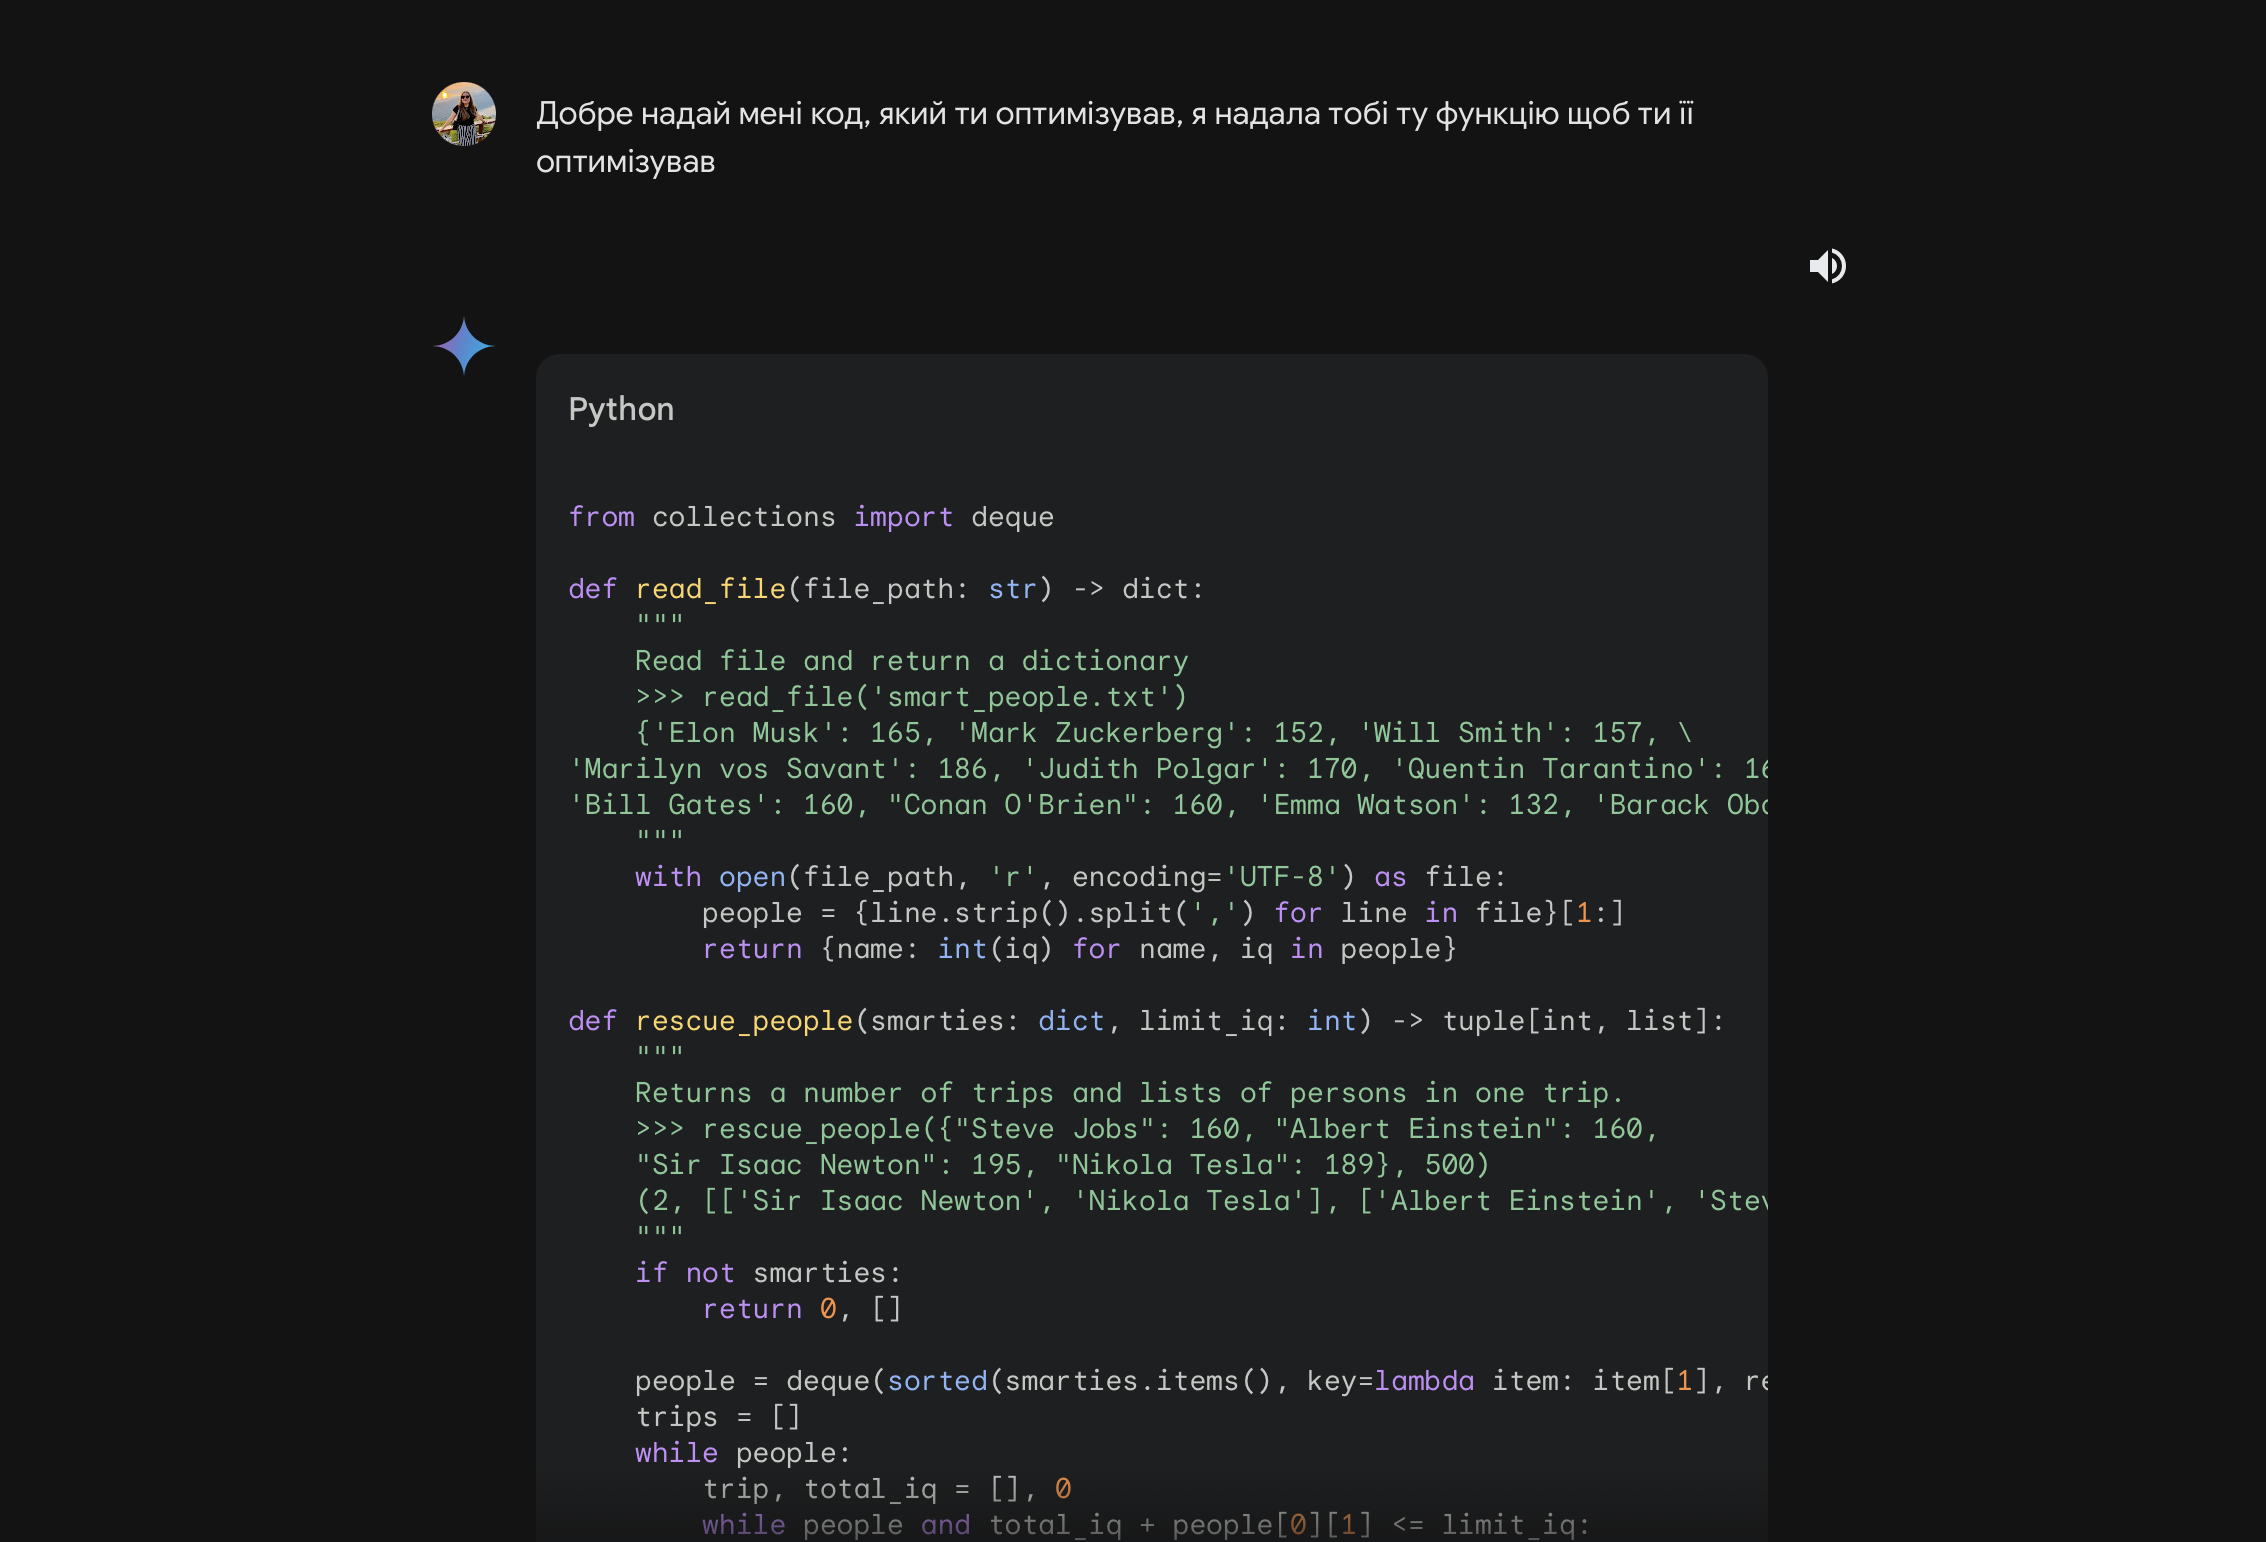 Добре надай мені код, який ти оптимізував, я надала тобі ту функцію щоб ти її
оптимізував
Python
from collections import deque
def read_file(file_path: str) -> dict:
    """
    Read file and return a dictionary
    >>> read_file('smart_people.txt')
    {'Elon Musk': 165, 'Mark Zuckerberg': 152, 'Will Smith': 157, \
'Marilyn vos Savant': 186, 'Judith Polgar': 170, 'Quentin Tarantino':
'Bill Gates': 160, "Conan O'Brien": 160, 'Emma Watson': 132, 'Barack
    """
    with open(file_path, 'r', encoding='UTF-8') as file:
        people = {line.strip().split(',') for line in file}[1:]
        return {name: int(iq) for name, iq in people}
def rescue_people(smarties: dict, limit_iq: int) -> tuple[int, list]:
    """
    Returns a number of trips and lists of persons in one trip.
    >>> rescue_people({"Steve Jobs": 160, "Albert Einstein": 160,
    "Sir Isaac Newton": 195, "Nikola Tesla": 189}, 500)
    (2, [['Sir Isaac Newton', 'Nikola Tesla'], ['Albert Einstein',
    """
    if not smarties:
        return 0, []
    people = deque(sorted(smarties.items(), key=lambda item: item[1],
    trips = []
    while people:
        trip, total_iq = [], 0
        while people and total_iq + people[0][1] <= limit_iq: